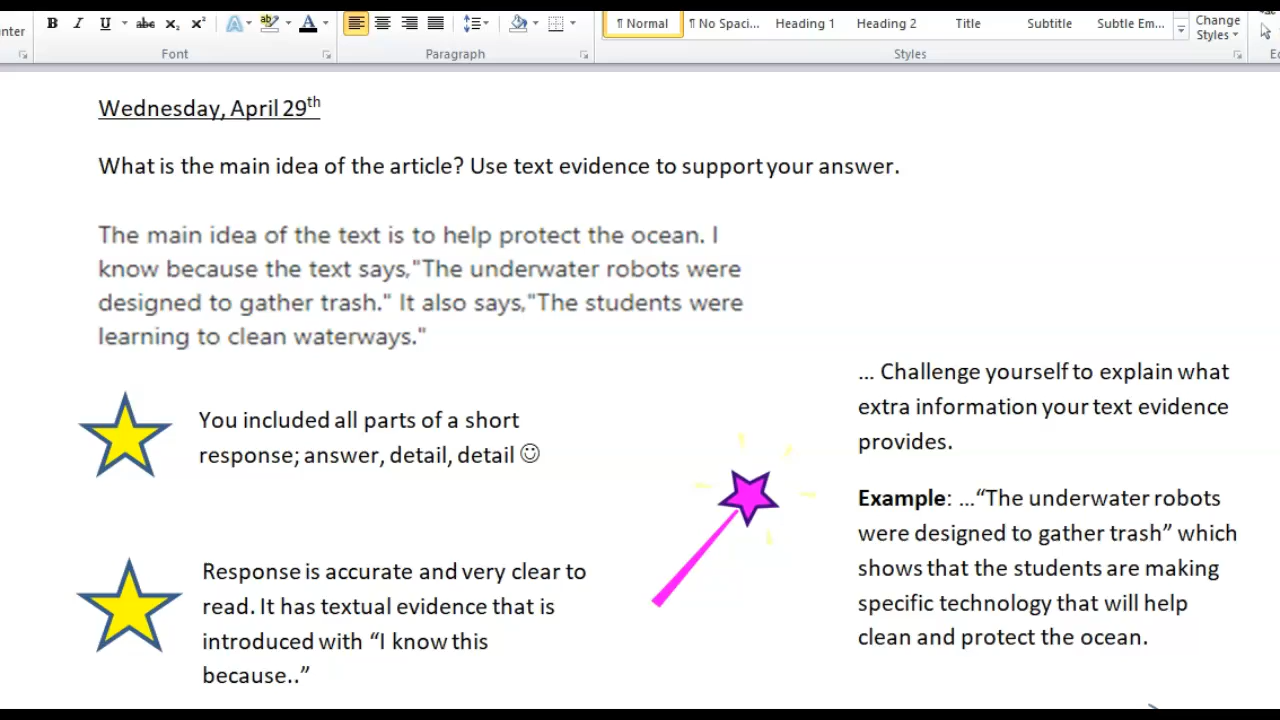 nter
B I U abc x₂ x² A ab A
¶ Normal ¶ No Spaci... Heading 1 Heading 2 Title Subtitle Subtle Em... Change
Styles
Font Paragraph Styles
Wednesday, April 29th
What is the main idea of the article? Use text evidence to support your answer.
The main idea of the text is to help protect the ocean. I
know because the text says,"The underwater robots were
designed to gather trash." It also says,"The students were
learning to clean waterways."
You included all parts of a short
response; answer, detail, detail ☺
Response is accurate and very clear to
read. It has textual evidence that is
introduced with “I know this
because..”
... Challenge yourself to explain what
extra information your text evidence
provides.
Example: ...“The underwater robots
were designed to gather trash” which
shows that the students are making
specific technology that will help
clean and protect the ocean.